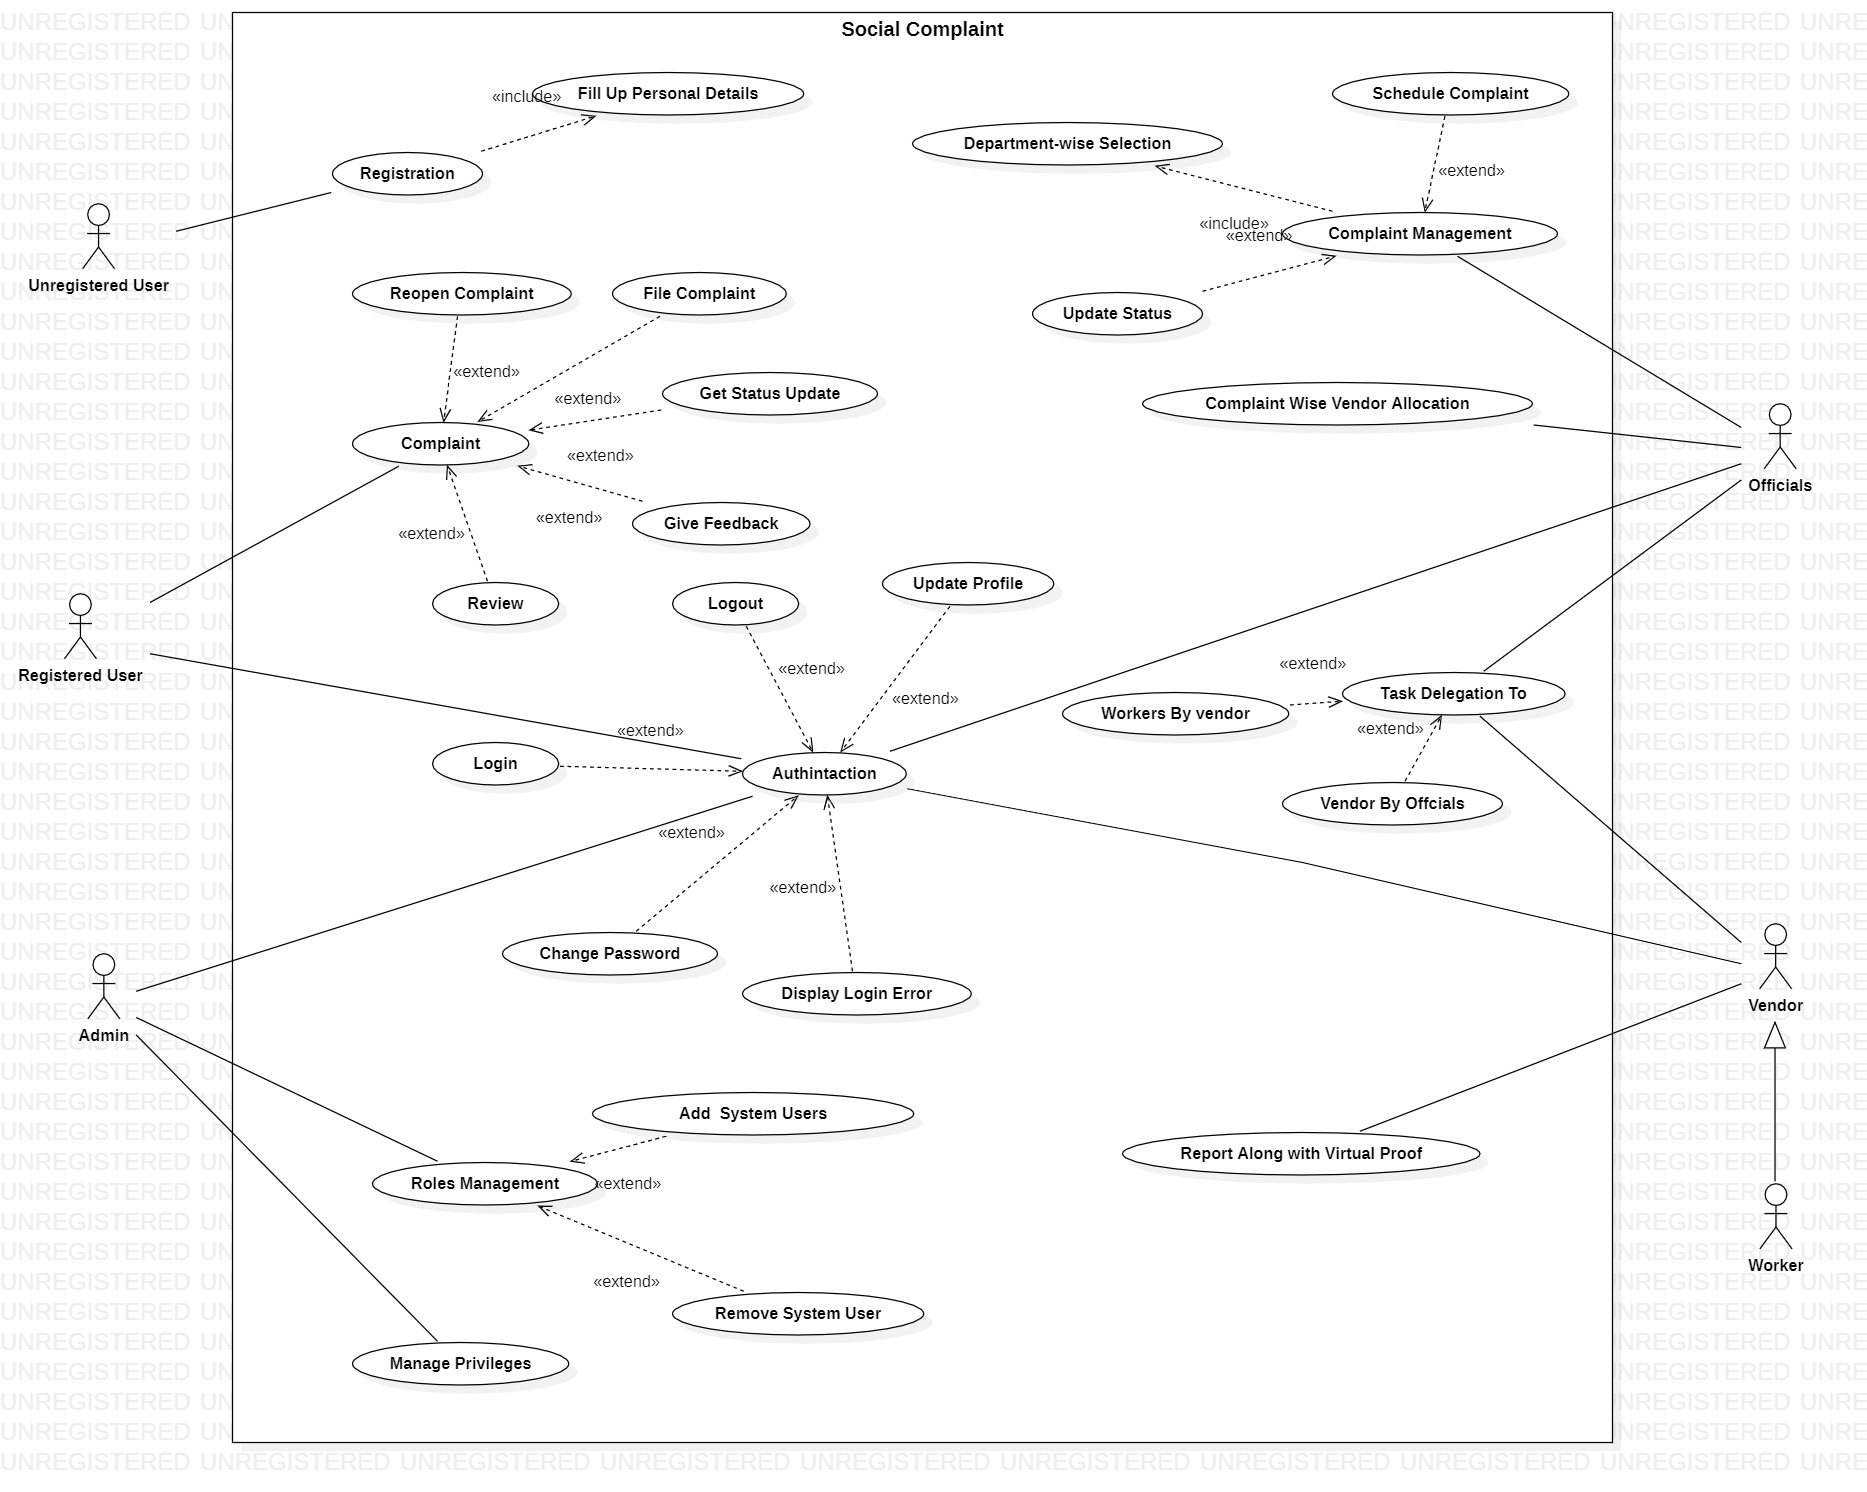 Social Complaint
«include»
Fill Up Personal Details
Schedule Complaint
Department-wise Selection
Registration
«extend»
«include»
«extend»
Complaint Management
Unregistered User
Reopen Complaint
File Complaint
Update Status
«extend»
Get Status Update
«extend»
Complaint Wise Vendor Allocation
Complaint
«extend»
Officials
«extend»
Give Feedback
«extend»
Update Profile
Review
Logout
Registered User
«extend»
«extend»
«extend»
Task Delegation To
Workers By vendor
«extend»
«extend»
Login
Authintaction
Vendor By Offcials
«extend»
«extend»
Change Password
Display Login Error
Vendor
Admin
Add  System Users
Report Along with Virtual Proof
Roles Management
«extend»
Worker
«extend»
Remove System User
Manage Privileges
UNREGISTERED UNREGISTERED UNREGISTERED UNREGISTERED UNREGISTERED UNREGISTERED UNREGISTERED UNREGISTERED UNREGISTERED UNRE